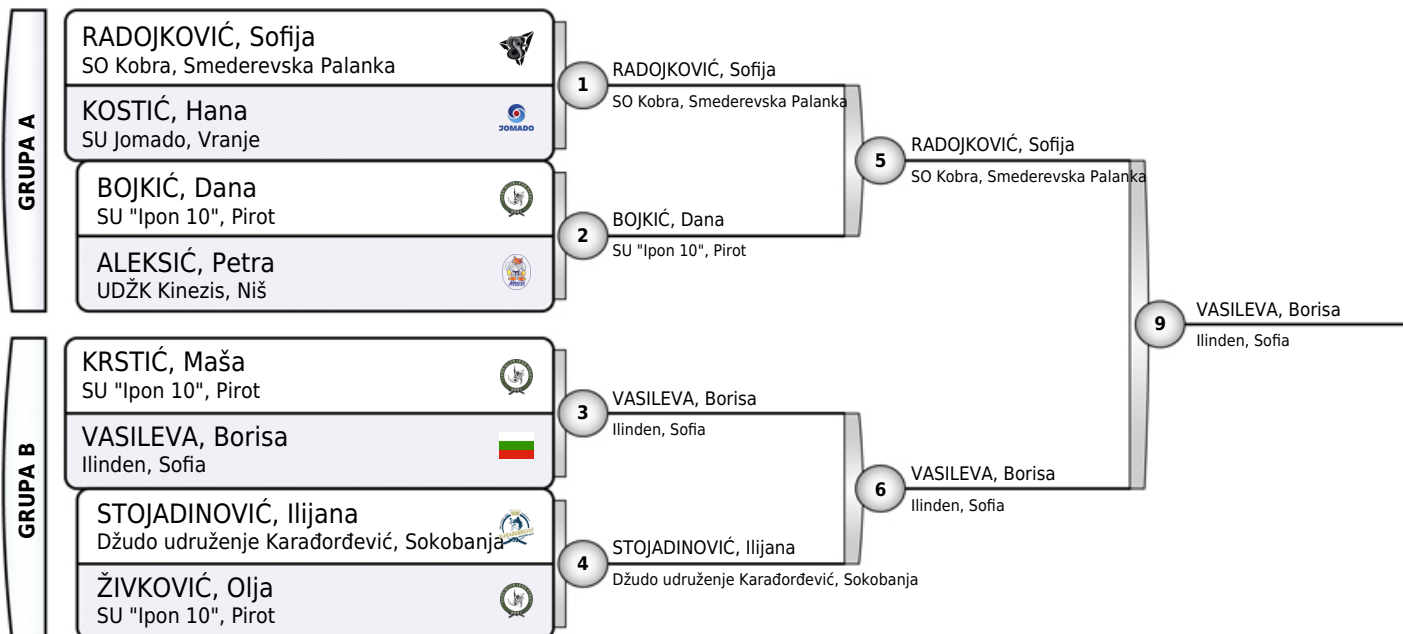 GRUPA A
RADOJKOVIĆ, Sofija
SO Kobra, Smederevska Palanka
KOSTIĆ, Hana
SU Jomado, Vranje
JOMADO
BOJKIĆ, Dana
SU "Ipon 10", Pirot
ALEKSIĆ, Petra
UDŽK Kinezis, Niš
1
RADOJKOVIĆ, Sofija
SO Kobra, Smederevska Palanka
2
BOJKIĆ, Dana
SU "Ipon 10", Pirot
5
RADOJKOVIĆ, Sofija
SO Kobra, Smederevska Palanka
GRUPA B
KRSTIĆ, Maša
SU "Ipon 10", Pirot
VASILEVA, Borisa
Ilinden, Sofia
STOJADINOVIĆ, Ilijana
Džudo udruženje Karađorđević, Sokobanja
ŽIVKOVIĆ, Olja
SU "Ipon 10", Pirot
3
VASILEVA, Borisa
Ilinden, Sofia
4
STOJADINOVIĆ, Ilijana
Džudo udruženje Karađorđević, Sokobanja
6
VASILEVA, Borisa
Ilinden, Sofia
9
VASILEVA, Borisa
Ilinden, Sofia